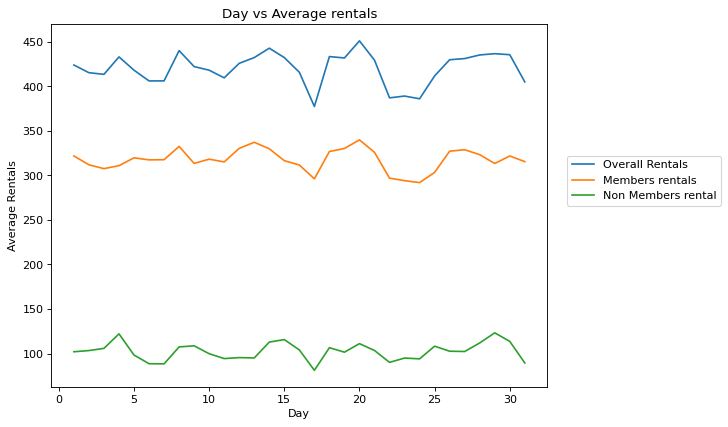 Day vs Average rentals
450
400
350
300
250
200
150
100
Average Rentals
0 5 10 15 20 25 30
Day
Overall Rentals
Members rentals
Non Members rental